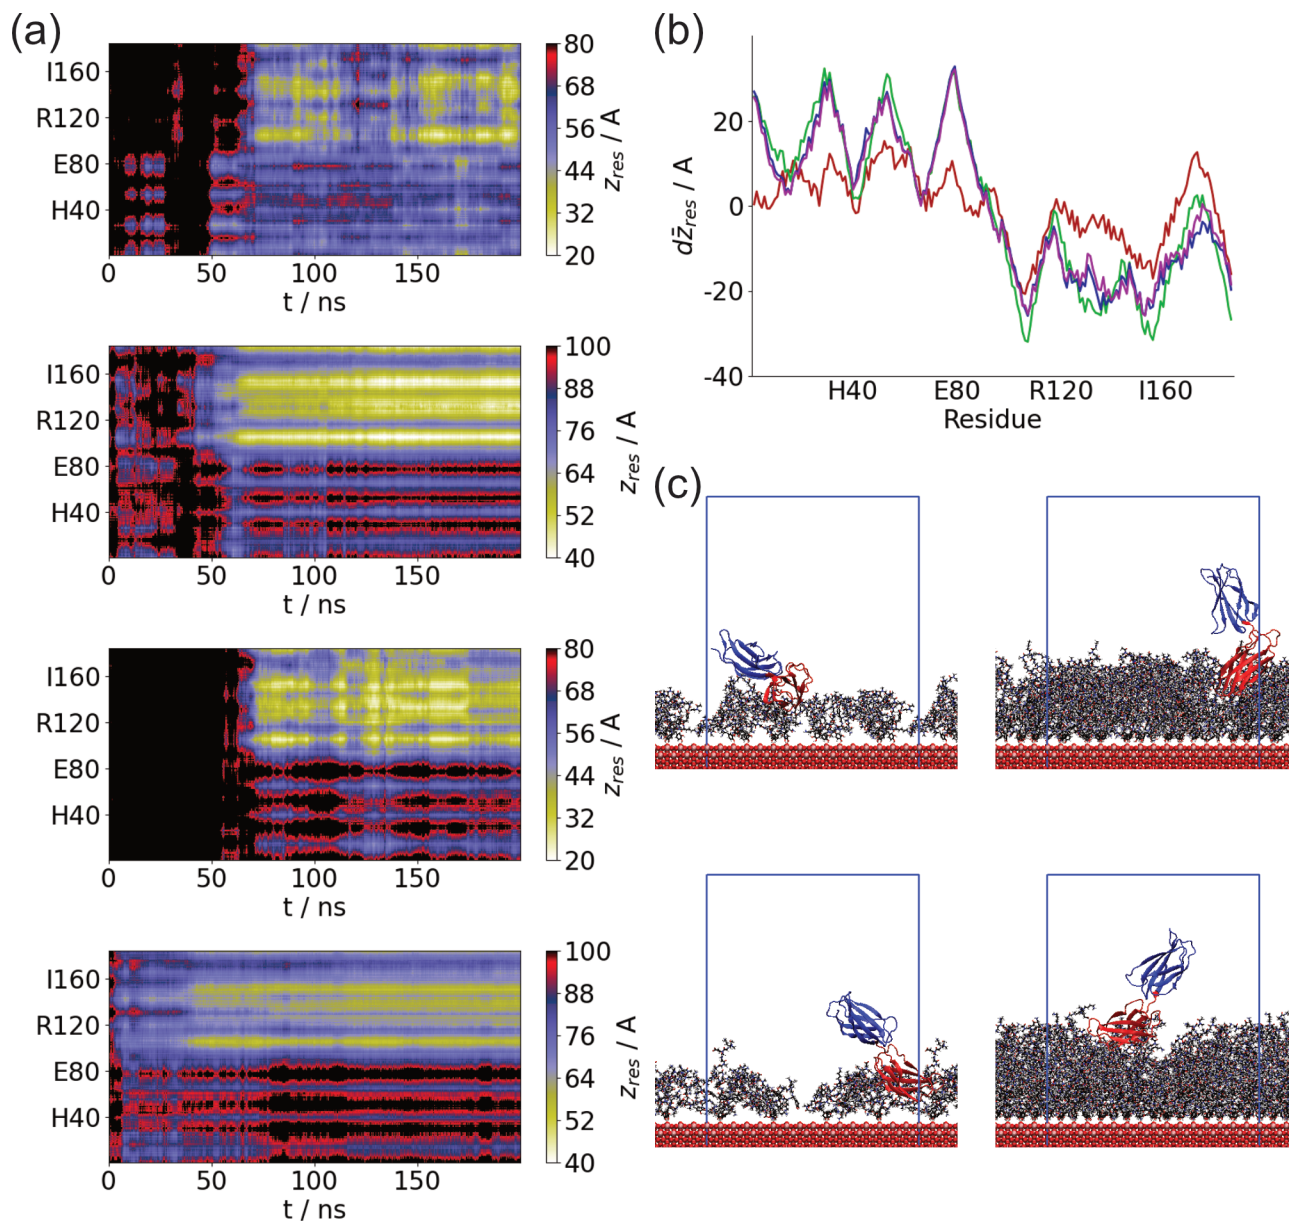 (a)
80
68
56
44
32
20
z_res / A
I160
R120
E80
H40
0
50
100
150
t / ns
100
88
76
64
52
40
z_res / A
I160
R120
E80
H40
0
50
100
150
t / ns
80
68
56
44
32
20
z_res / A
I160
R120
E80
H40
0
50
100
150
t / ns
100
88
76
64
52
40
z_res / A
I160
R120
E80
H40
0
50
100
150
t / ns
(b)
20
0
-20
-40
dz̄_res / A
H40
E80
R120
I160
Residue
(c)